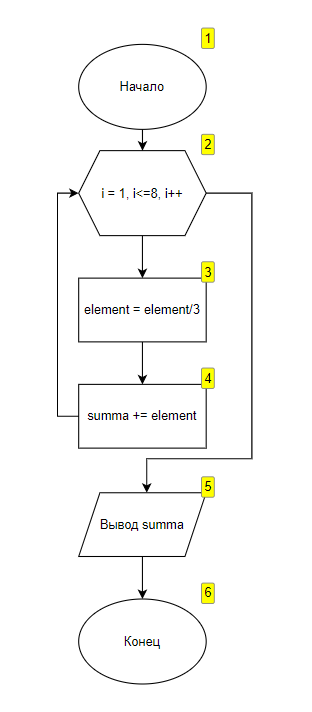 1
Начало
2
i = 1, i<=8, i++
3
element = element/3
4
summa += element
5
Вывод summa
6
Конец